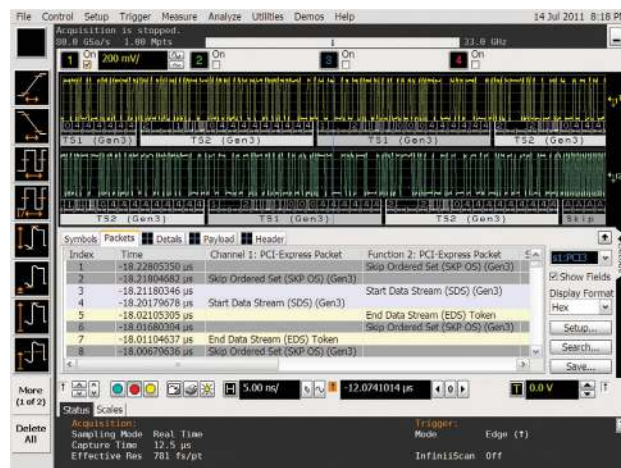 File Control Setup Trigger Measure Analyze Utilities Demos Help 14 Jul 2011 8:18 PM
Acquisition is stopped.
80.0 GSa/s 1.00 Mpts 33.0 GHz
1 On 200 mV/ 2 On 3 On 4 On
TS1 (Gen3) TS2 (Gen3) TS1 (Gen3) TS2 (Gen3)
TS2 (Gen3) TS1 (Gen3) TS2 (Gen3) Skip
Symbols Packets Details Payload Header
Index Time Channel 1: PCI-Express Packet Function 2: PCI-Express Packet
1 -18.22805350 µs Skip Ordered Set (SKP OS) (Gen3)
2 -18.21804682 µs Skip Ordered Set (SKP OS) (Gen3)
3 -18.21180346 µs Start Data Stream (SDS) (Gen3)
4 -18.20179678 µs Start Data Stream (SDS) (Gen3)
5 -18.02105305 µs End Data Stream (EDS) Token
6 -18.01680394 µs Skip Ordered Set (SKP OS) (Gen3)
7 -18.01104637 µs End Data Stream (EDS) Token
8 -18.00679636 µs Skip Ordered Set (SKP OS) (Gen3)
s1:PCI3
Show Fields
Display Format
Hex
Setup...
Search...
Save...
More
(1 of 2)
Delete
All
H 5.00 ns/ -12.0741014 µs 0 T 0.0 V
Status Scales
Acquisition: Trigger:
Sampling Mode Real Time Mode Edge (↑)
Capture Time 12.5 µs
Effective Res 781 fs/pt InfiniiScan Off